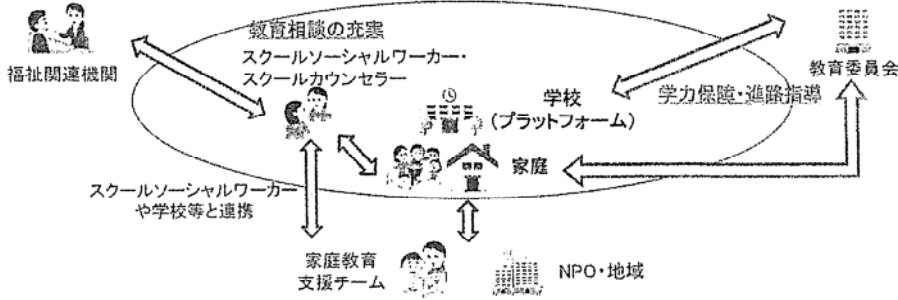 教育相談の充実
スクールソーシャルワーカー・
スクールカウンセラー
福祉関連機関
教育委員会
学校
(プラットフォーム)
学力保障・進路指導
家庭
スクールソーシャルワーカー
や学校等と連携
家庭教育
支援チーム
NPO・地域